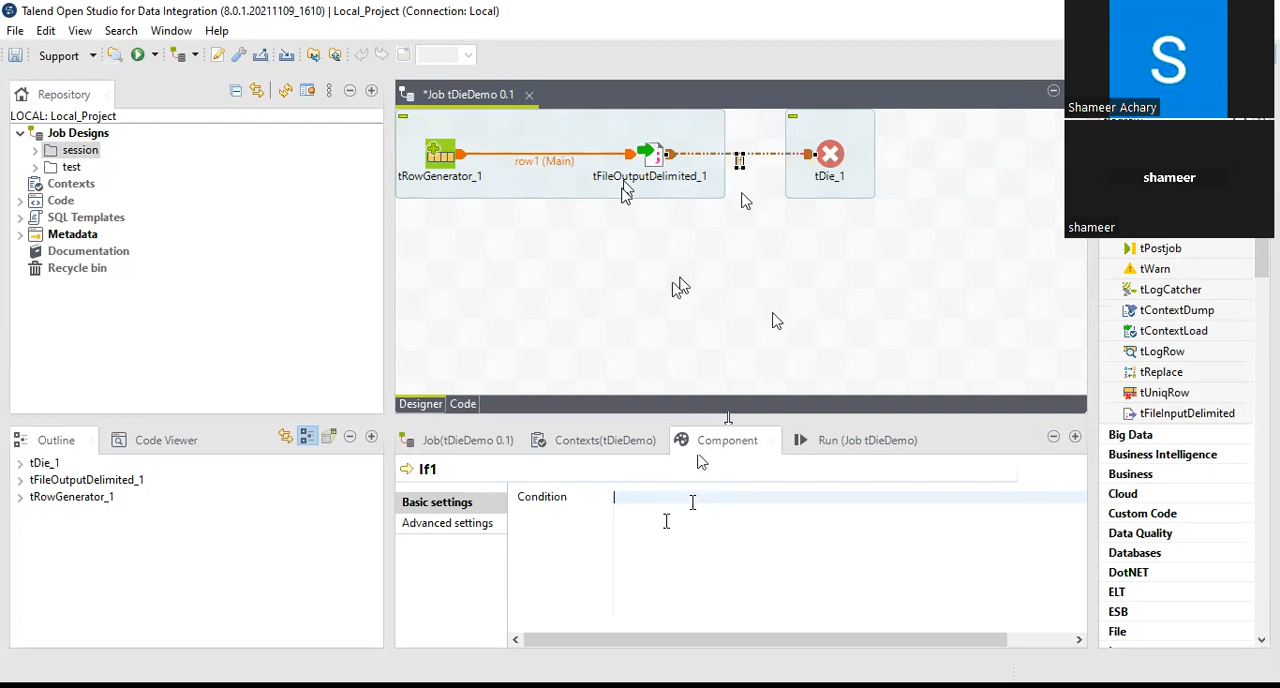 Talend Open Studio for Data Integration (8.0.1.20211109_1610) | Local_Project (Connection: Local)
File Edit View Search Window Help
Support
Repository
LOCAL: Local_Project
Job Designs
session
test
Contexts
Code
SQL Templates
Metadata
Documentation
Recycle bin
*Job tDieDemo 0.1
row1 (Main)
If
tRowGenerator_1
tFileOutputDelimited_1
tDie_1
Designer Code
S
Shameer Achary
shameer
shameer
tPostjob
tWarn
tLogCatcher
tContextDump
tContextLoad
tLogRow
tReplace
tUniqRow
tFileInputDelimited
Big Data
Business Intelligence
Business
Cloud
Custom Code
Data Quality
Databases
DotNET
ELT
ESB
File
Outline
Code Viewer
tDie_1
tFileOutputDelimited_1
tRowGenerator_1
Job(tDieDemo 0.1)
Contexts(tDieDemo)
Component
Run (Job tDieDemo)
If1
Basic settings
Advanced settings
Condition